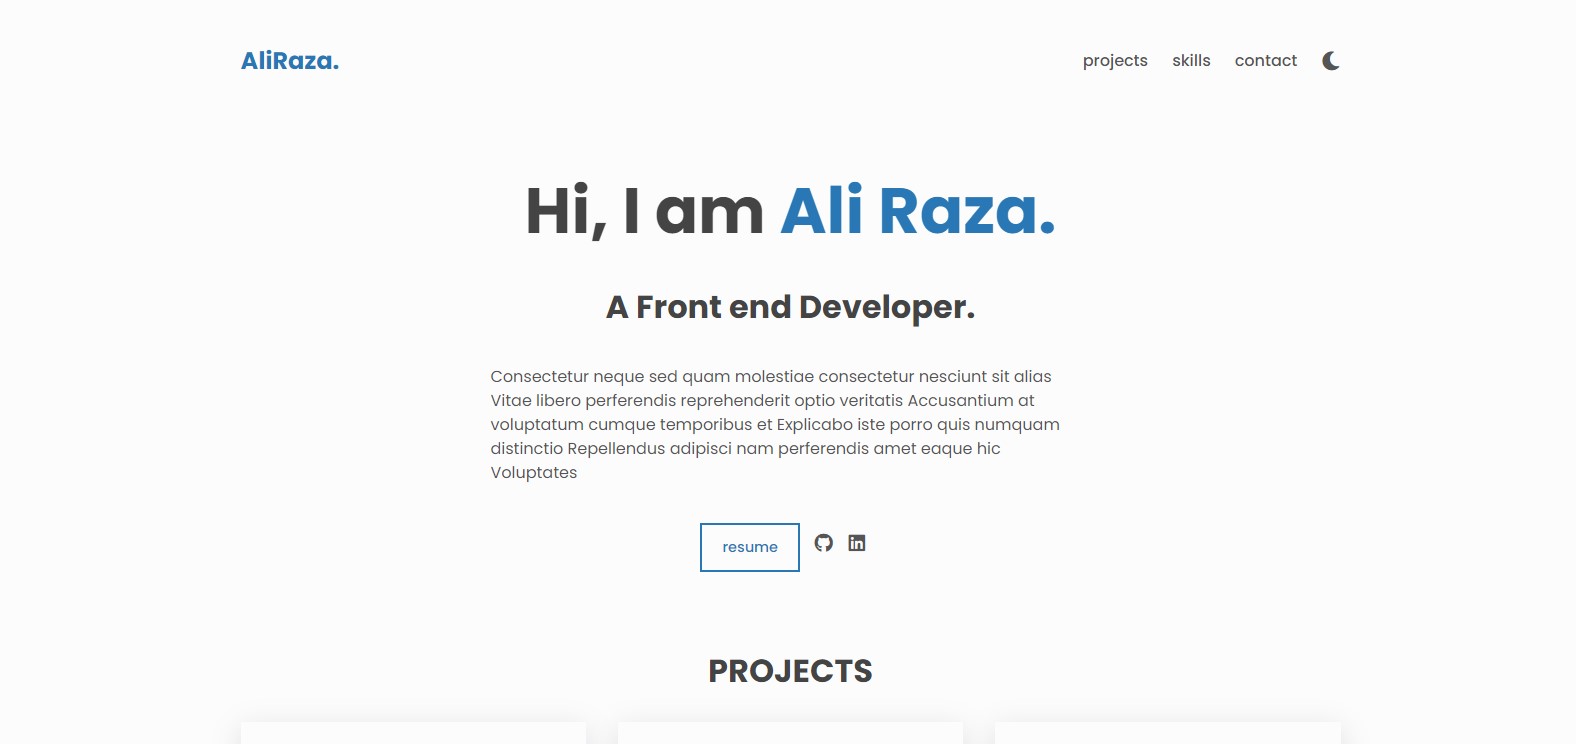 AliRaza.
projects skills contact
Hi, I am Ali Raza.
A Front end Developer.
Consectetur neque sed quam molestiae consectetur nesciunt sit alias
Vitae libero perferendis reprehenderit optio veritatis Accusantium at
voluptatum cumque temporibus et Explicabo iste porro quis numquam
distinctio Repellendus adipisci nam perferendis amet eaque hic
Voluptates
resume
PROJECTS